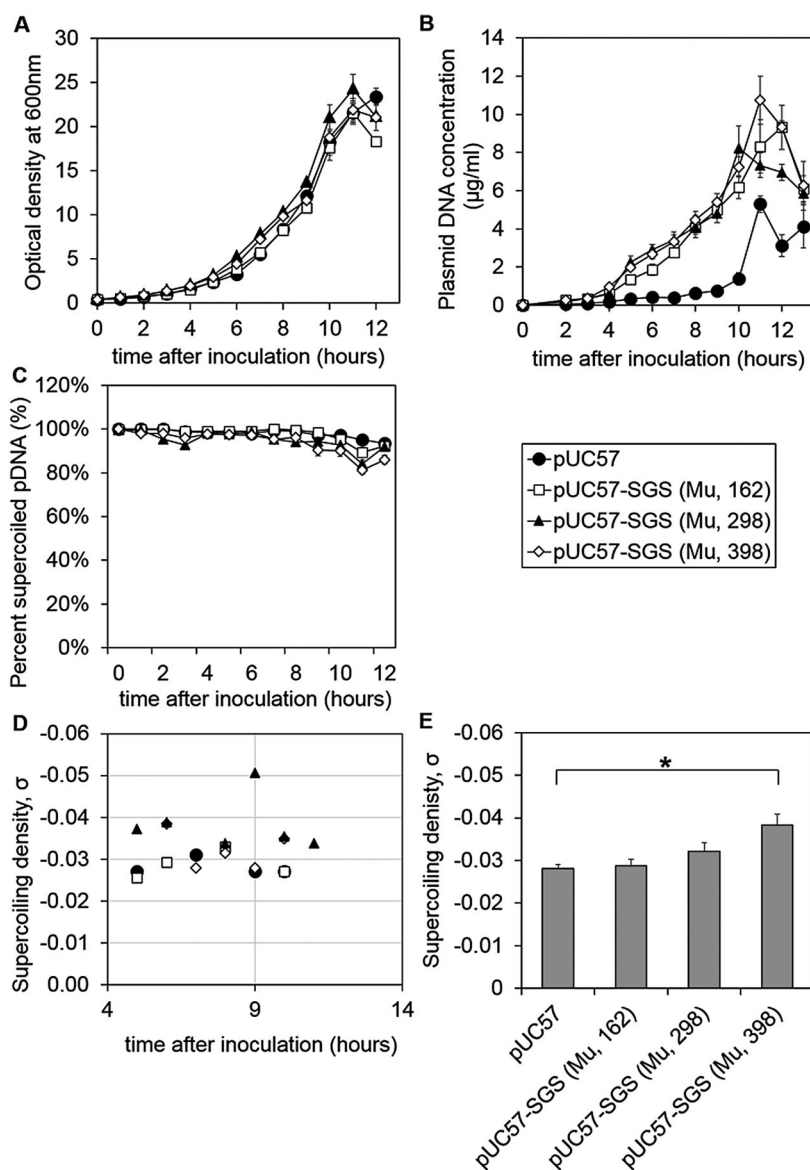 A
30
25
20
15
10
5
0
Optical density at 600nm
0 2 4 6 8 10 12
time after inoculation (hours)
B
14
12
10
8
6
4
2
0
Plasmid DNA concentration
(µg/ml)
0 2 4 6 8 10 12
time after inoculation (hours)
C
120%
100%
80%
60%
40%
20%
0%
Percent supercoiled pDNA (%)
0 2 4 6 8 10 12
time after inoculation (hours)
pUC57
pUC57-SGS (Mu, 162)
pUC57-SGS (Mu, 298)
pUC57-SGS (Mu, 398)
D
-0.06
-0.05
-0.04
-0.03
-0.02
-0.01
0.00
Supercoiling density, σ
4 9 14
time after inoculation (hours)
E
-0.06
-0.05
-0.04
-0.03
-0.02
-0.01
0
Supercoiling denisty, σ
*
pUC57
pUC57-SGS (Mu, 162)
pUC57-SGS (Mu, 298)
pUC57-SGS (Mu, 398)